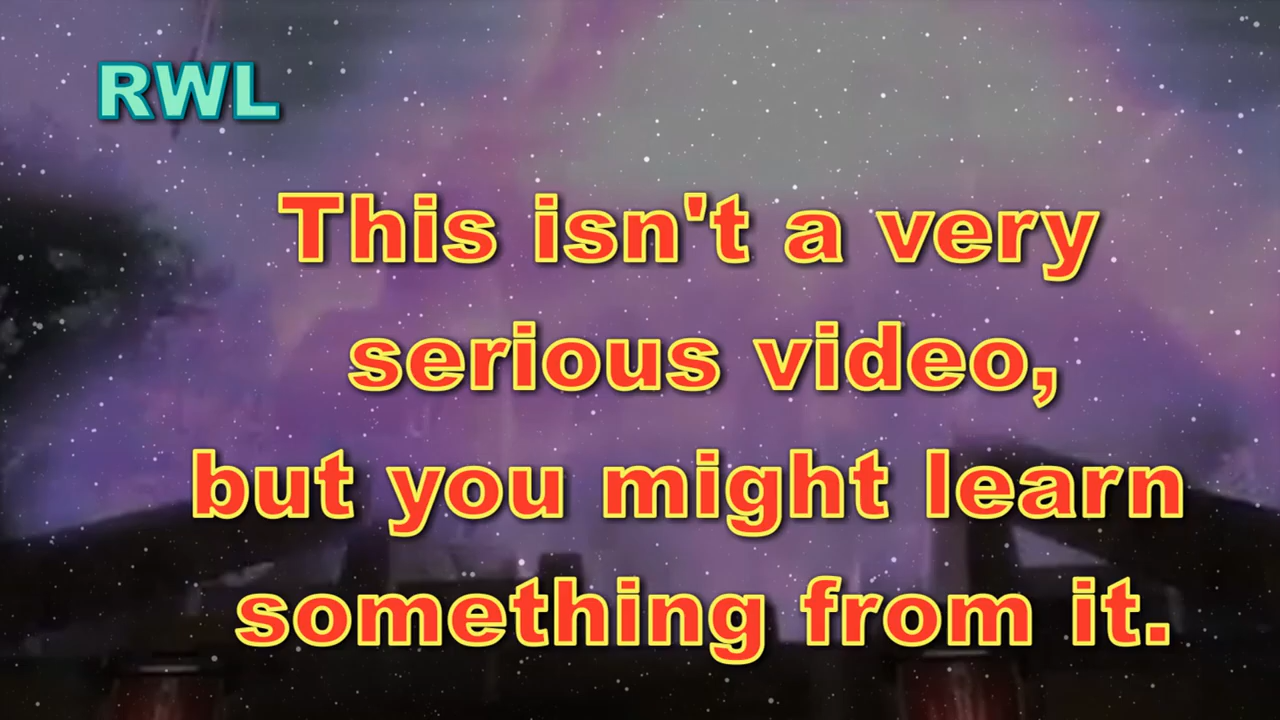 RWL
This isn't a very
serious video,
but you might learn
something from it.